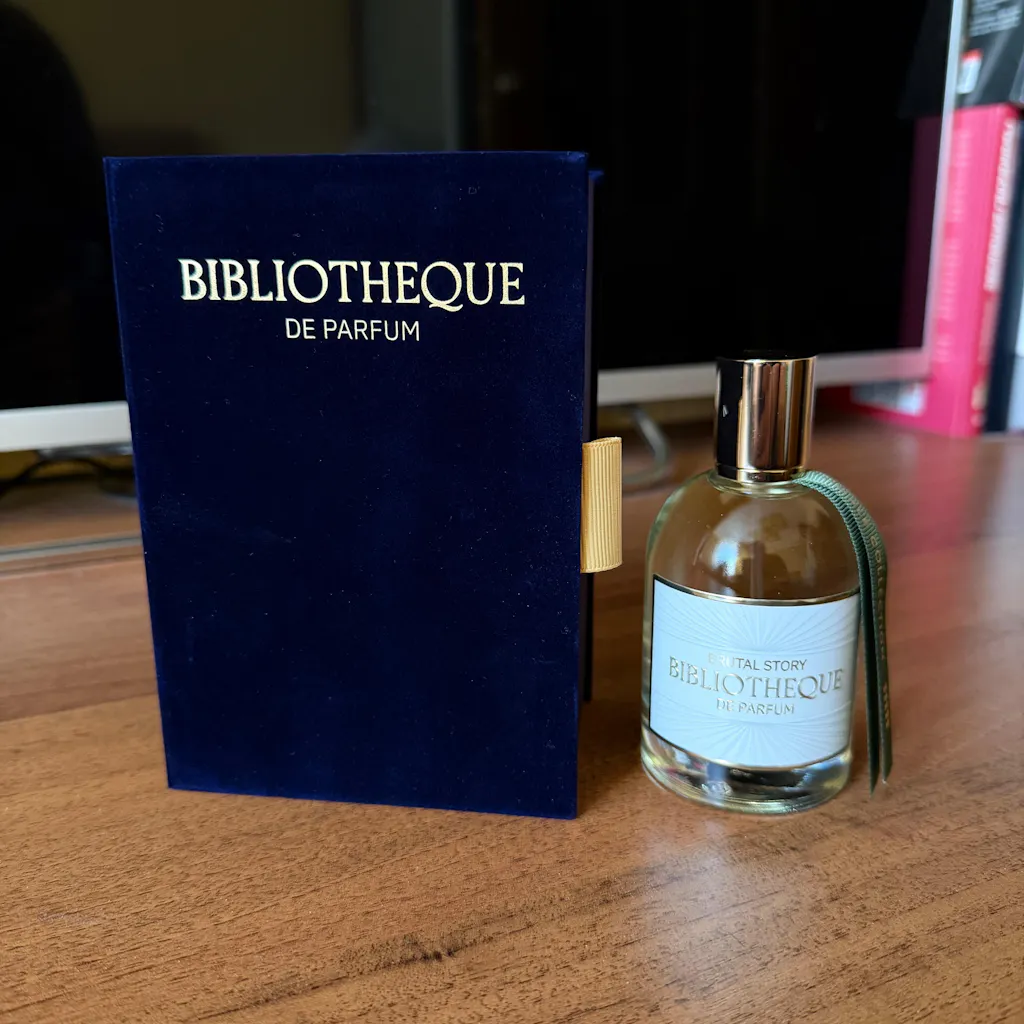 BIBLIOTHEQUE
DE PARFUM
BRUTAL STORY
BIBLIOTHEQUE
DE PARFUM